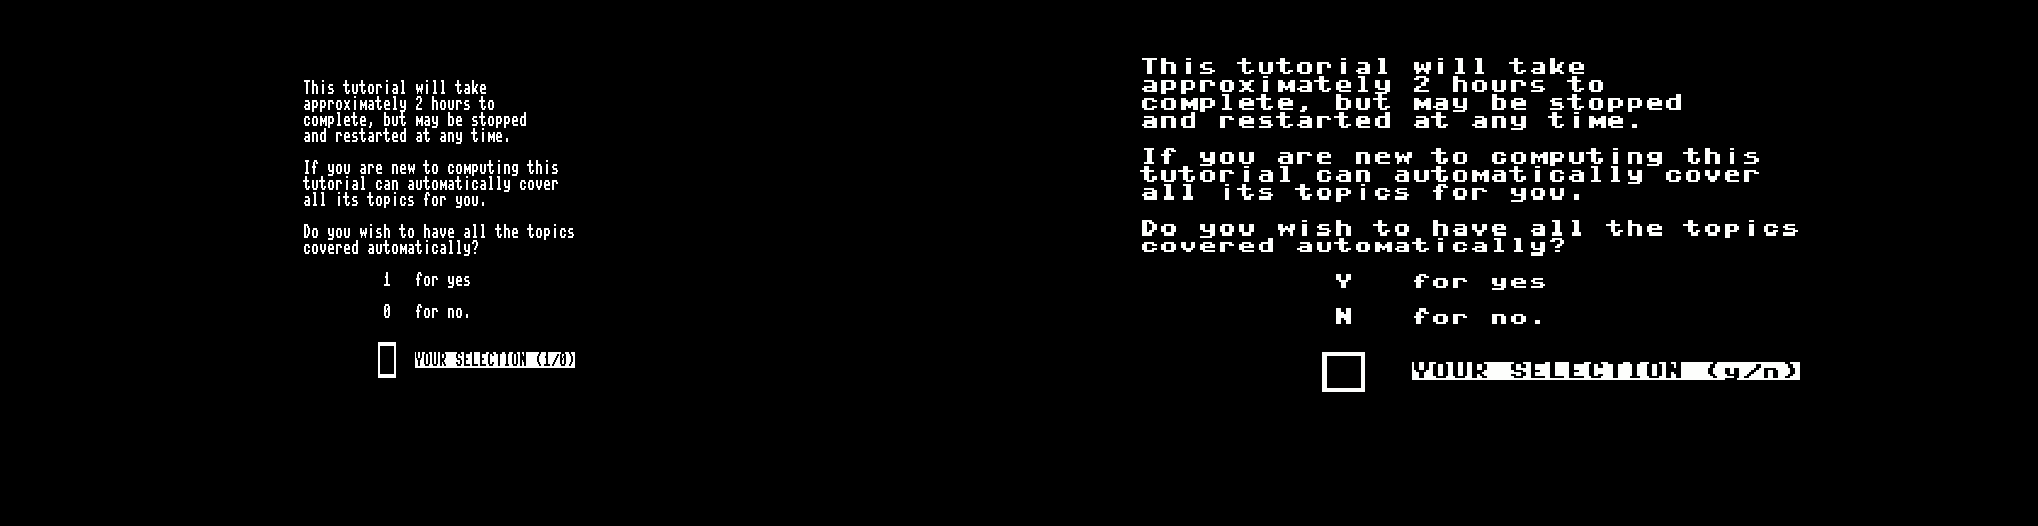 This tutorial will take
approximately 2 hours to
complete, but may be stopped
and restarted at any time.
If you are new to computing this
tutorial can automatically cover
all its topics for you.
Do you wish to have all the topics
covered automatically?
1 for yes
0 for no.
YOUR SELECTION (1/0)
This tutorial will take
approximately 2 hours to
complete, but may be stopped
and restarted at any time.
If you are new to computing this
tutorial can automatically cover
all its topics for you.
Do you wish to have all the topics
covered automatically?
Y for yes
N for no.
YOUR SELECTION (y/n)